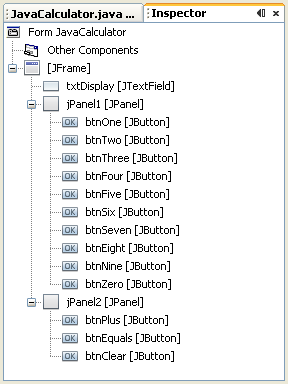 JavaCalculator.java ... Inspector
Form JavaCalculator
Other Components
[JFrame]
txtDisplay [JTextField]
jPanel1 [JPanel]
OK btnOne [JButton]
OK btnTwo [JButton]
OK btnThree [JButton]
OK btnFour [JButton]
OK btnFive [JButton]
OK btnSix [JButton]
OK btnSeven [JButton]
OK btnEight [JButton]
OK btnNine [JButton]
OK btnZero [JButton]
jPanel2 [JPanel]
OK btnPlus [JButton]
OK btnEquals [JButton]
OK btnClear [JButton]